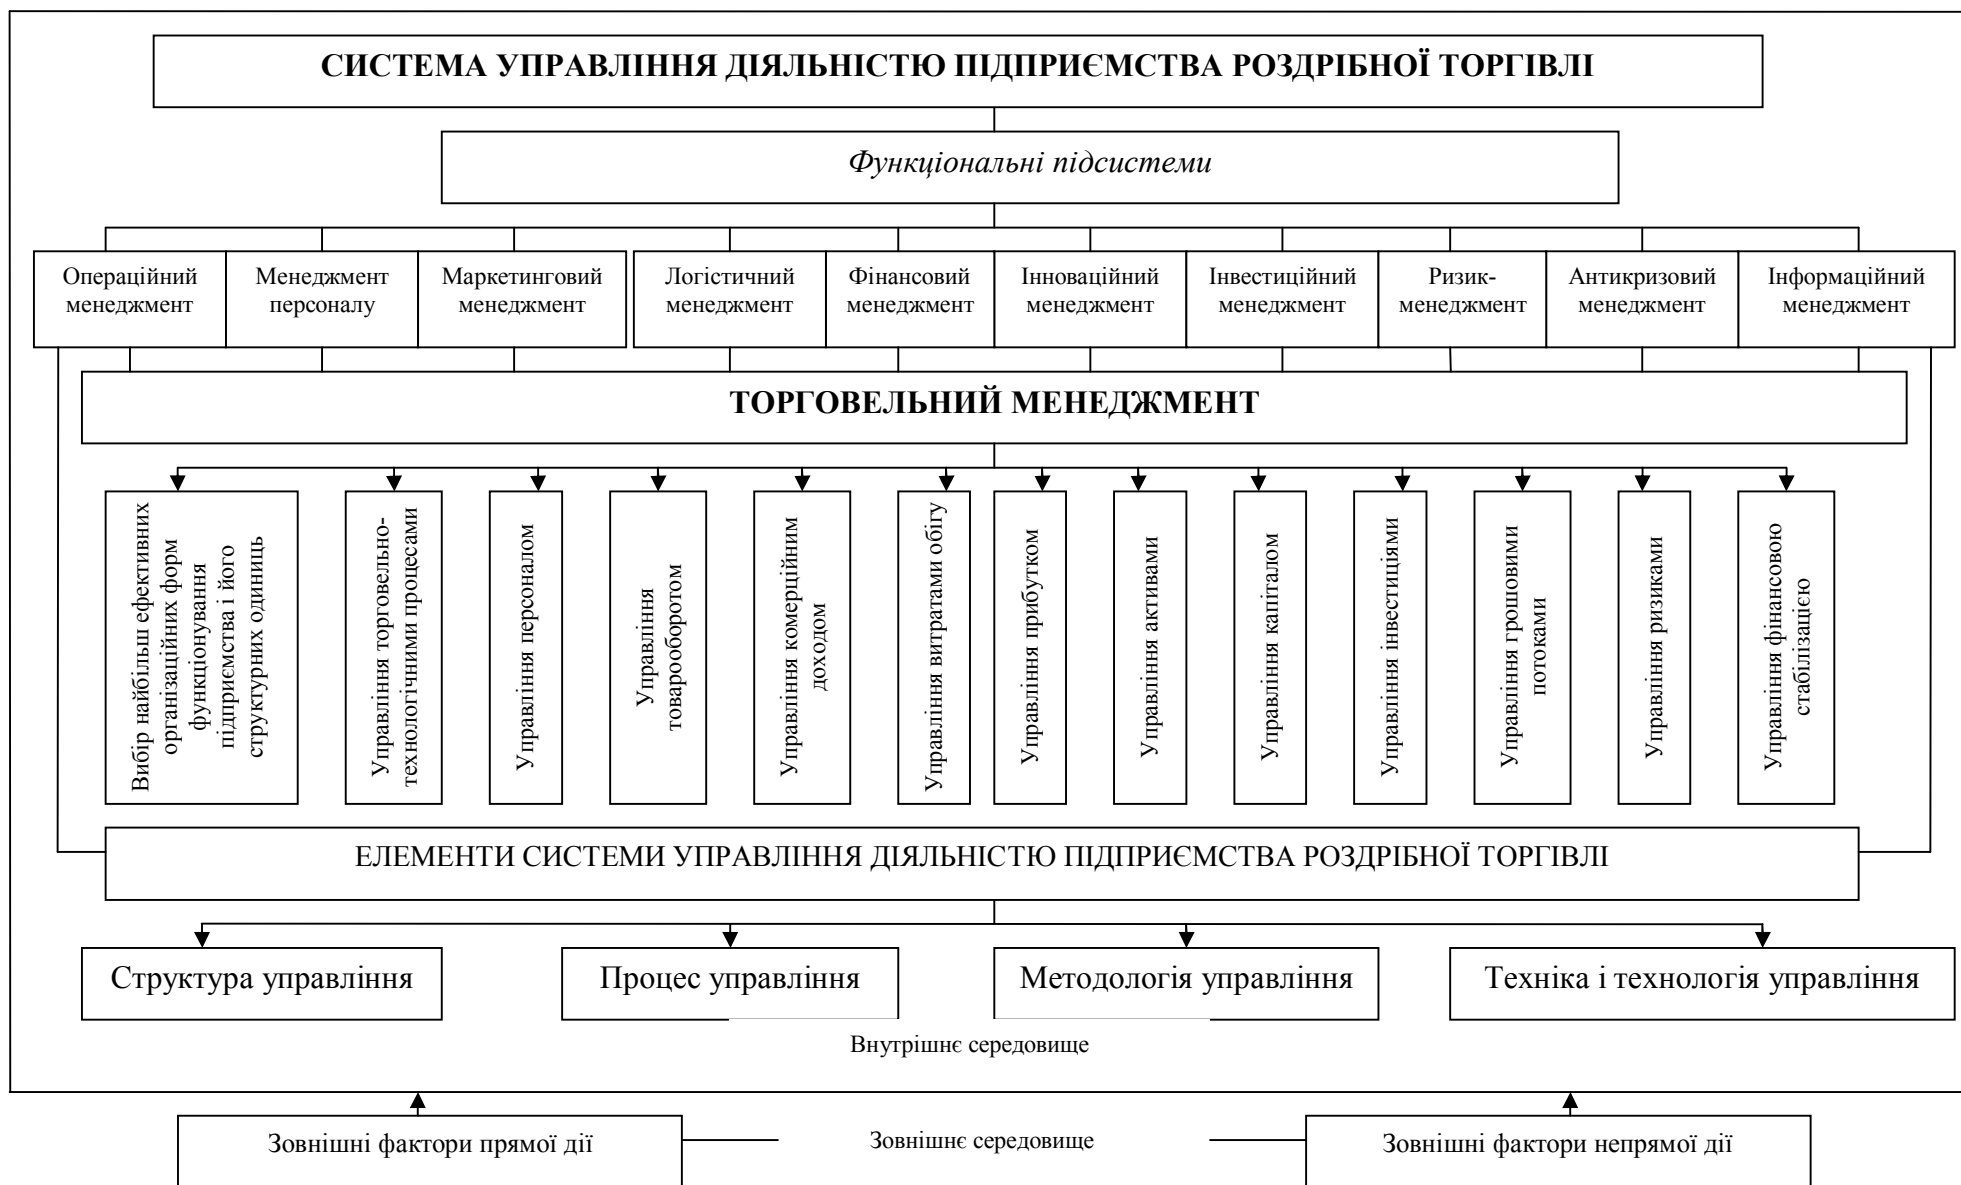 СИСТЕМА УПРАВЛІННЯ ДІЯЛЬНІСТЮ ПІДПРИЄМСТВА РОЗДРІБНОЇ ТОРГІВЛІ
Функціональні підсистеми
Операційний
менеджмент
Менеджмент
персоналу
Маркетинговий
менеджмент
Логістичний
менеджмент
Фінансовий
менеджмент
Інноваційний
менеджмент
Інвестиційний
менеджмент
Ризик-
менеджмент
Антикризовий
менеджмент
Інформаційний
менеджмент
ТОРГОВЕЛЬНИЙ МЕНЕДЖМЕНТ
Вибір найбільш ефективних
організаційних форм
функціонування
підприємства і його
структурних одиниць
Управління торговельно-
технологічними процесами
Управління персоналом
Управління
товарооборотом
Управління комерційним
доходом
Управління витратами обігу
Управління прибутком
Управління активами
Управління капіталом
Управління інвестиціями
Управління грошовими
потоками
Управління ризиками
Управління фінансовою
стабілізацією
ЕЛЕМЕНТИ СИСТЕМИ УПРАВЛІННЯ ДІЯЛЬНІСТЮ ПІДПРИЄМСТВА РОЗДРІБНОЇ ТОРГІВЛІ
Структура управління
Процес управління
Методологія управління
Техніка і технологія управління
Внутрішнє середовище
Зовнішні фактори прямої дії
Зовнішнє середовище
Зовнішні фактори непрямої дії